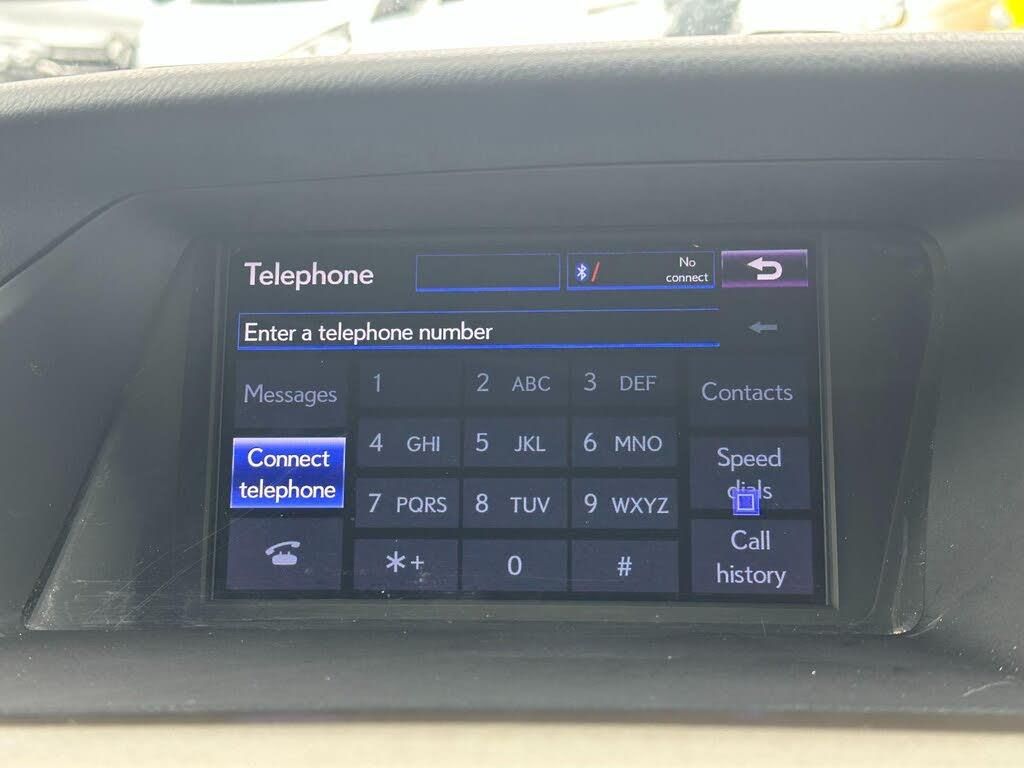 Telephone
No
connect
Enter a telephone number
Messages
1
2 ABC
3 DEF
Contacts
Connect
telephone
4 GHI
5 JKL
6 MNO
Speed
dials
7 PQRS
8 TUV
9 WXYZ
*+
0
#
Call
history